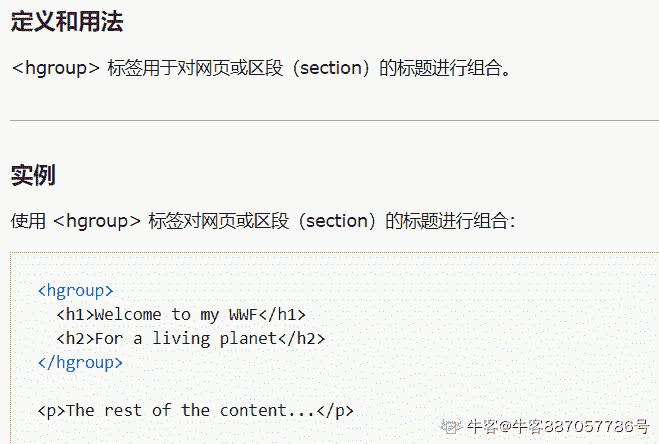 定义和用法
<hgroup> 标签用于对网页或区段（section）的标题进行组合。
实例
使用 <hgroup> 标签对网页或区段（section）的标题进行组合：
<hgroup>
  <h1>Welcome to my WWF</h1>
  <h2>For a living planet</h2>
</hgroup>
<p>The rest of the content...</p>
牛客@牛客887057786号